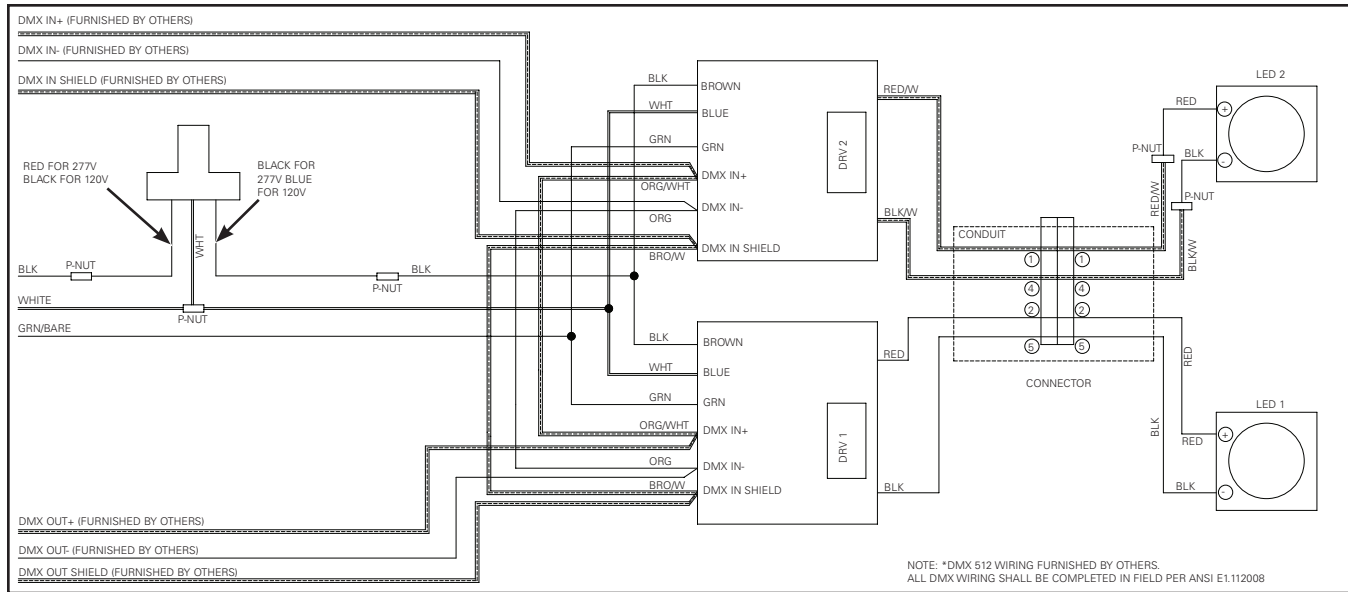 DMX IN+ (FURNISHED BY OTHERS)
DMX IN- (FURNISHED BY OTHERS)
DMX IN SHIELD (FURNISHED BY OTHERS)
RED FOR 277V
BLACK FOR 120V
BLACK FOR
277V BLUE
FOR 120V
WHT
BLK
P-NUT
P-NUT
BLK
WHITE
P-NUT
GRN/BARE
BLK
BROWN
WHT
BLUE
GRN
GRN
DMX IN+
ORG/WHT
DMX IN-
ORG
DMX IN SHIELD
BRO/W
DRV 2
RED/W
BLK/W
BLK
BROWN
WHT
BLUE
GRN
GRN
ORG/WHT
DMX IN+
ORG
DMX IN-
BRO/W
DMX IN SHIELD
DRV 1
RED
BLK
CONDUIT
1
1
4
4
2
2
5
5
CONNECTOR
LED 2
RED
+
P-NUT
BLK
-
P-NUT
RED/W
BLK/W
RED
BLK
LED 1
+
RED
BLK
-
DMX OUT+ (FURNISHED BY OTHERS)
DMX OUT- (FURNISHED BY OTHERS)
DMX OUT SHIELD (FURNISHED BY OTHERS)
NOTE: *DMX 512 WIRING FURNISHED BY OTHERS.
ALL DMX WIRING SHALL BE COMPLETED IN FIELD PER ANSI E1.112008